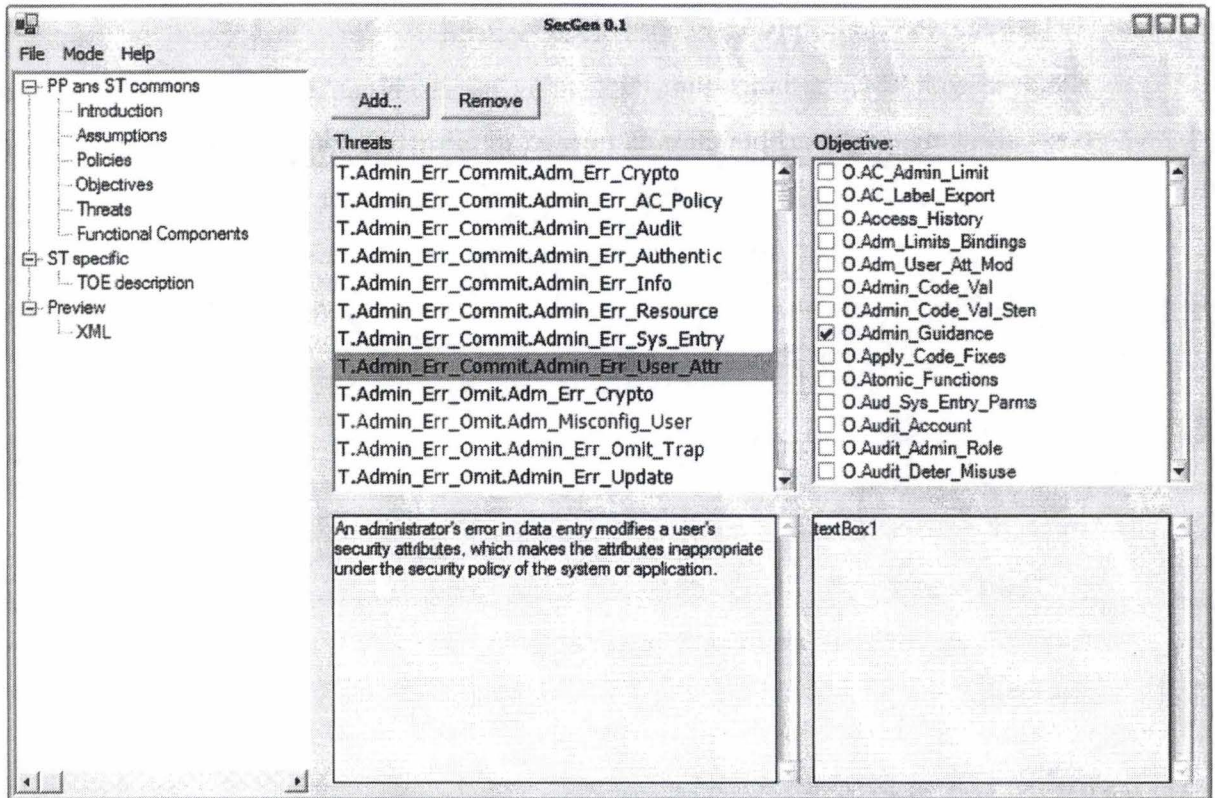 SecGen 0.1
File Mode Help
PP ans ST commons
Introduction
Assumptions
Policies
Objectives
Threats
Functional Components
ST specific
TOE description
Preview
XML
Add... Remove
Threats
T.Admin_Err_Commit.Adm_Err_Crypto
T.Admin_Err_Commit.Admin_Err_AC_Policy
T.Admin_Err_Commit.Admin_Err_Audit
T.Admin_Err_Commit.Admin_Err_Authentic
T.Admin_Err_Commit.Admin_Err_Info
T.Admin_Err_Commit.Admin_Err_Resource
T.Admin_Err_Commit.Admin_Err_Sys_Entry
T.Admin_Err_Commit.Admin_Err_User_Attr
T.Admin_Err_Omit.Adm_Err_Crypto
T.Admin_Err_Omit.Adm_Misconfig_User
T.Admin_Err_Omit.Admin_Err_Omit_Trap
T.Admin_Err_Omit.Admin_Err_Update
Objective:
O.AC_Admin_Limit
O.AC_Label_Export
O.Access_History
O.Adm_Limits_Bindings
O.Adm_User_Att_Mod
O.Admin_Code_Val
O.Admin_Code_Val_Sten
O.Admin_Guidance
O.Apply_Code_Fixes
O.Atomic_Functions
O.Aud_Sys_Entry_Parms
O.Audit_Account
O.Audit_Admin_Role
O.Audit_Deter_Misuse
An administrator's error in data entry modifies a user's
security attributes, which makes the attributes inappropriate
under the security policy of the system or application.
textBox1